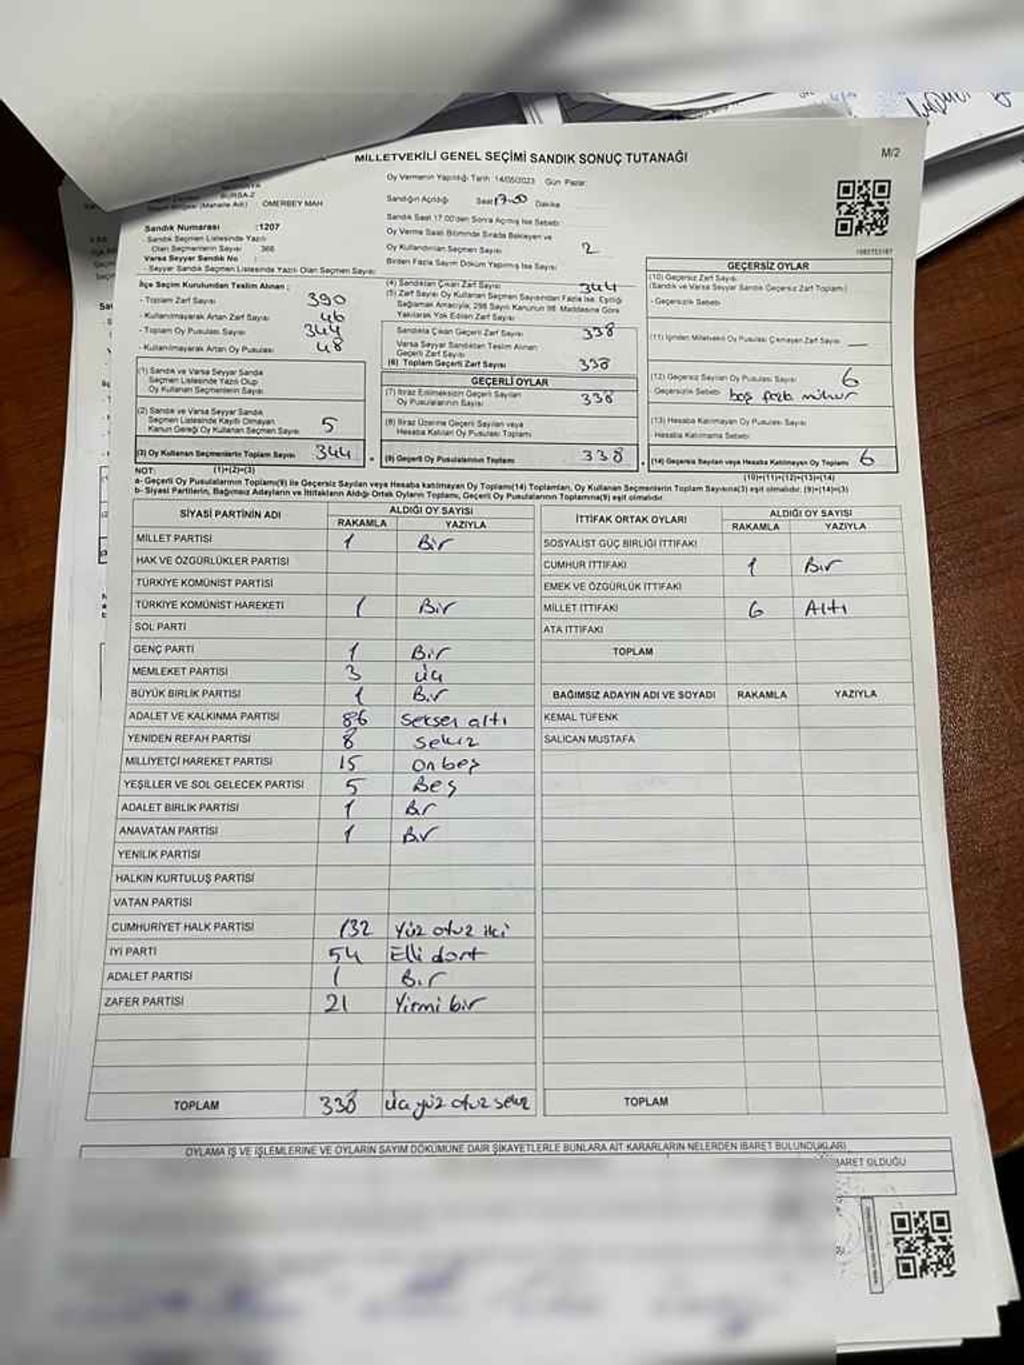 MİLLETVEKİLİ GENEL SEÇİMİ SANDIK SONUÇ TUTANAĞI
M/2
Oy Vermenin Yapıldığı Tarih 14/05/2023 Gün Pazar
BURSA-2
(Mahalle Adı) : ÖMERBEY MAH
Sandığın Açıldığı Saat 17:00 Dakika
Sandık Numarası :1207
Sandık Saat 17.00'den Sonra Açılmış İse Sebebi:
- Sandık Seçmen Listesinde Yazılı
Olan Seçmenlerin Sayısı : 366
Oy Verme Saati Bitiminde Sırada Bekleyen ve
Oy Kullandırılan Seçmen Sayısı 2
Varsa Seyyar Sandık No :
- Seyyar Sandık Seçmen Listesinde Yazılı Olan Seçmen Sayısı:
Birden Fazla Sayım Döküm Yapılmış İse Sayısı
İlçe Seçim Kurulundan Teslim Alınan :
- Toplam Zarf Sayısı 390
- Kullanılmayarak Artan Zarf Sayısı 46
- Toplam Oy Pusulası Sayısı 344
- Kullanılmayarak Artan Oy Pusulası 48
(1) Sandık ve Varsa Seyyar Sandık
Seçmen Listesinde Yazılı Olup
Oy Kullanan Seçmenlerin Sayısı
(2) Sandık ve Varsa Seyyar Sandık
Seçmen Listesinde Kayıtlı Olmayan
Kanun Gereği Oy Kullanan Seçmen Sayısı 5
(3) Oy Kullanan Seçmenlerin Toplam Sayısı 344
(1)+(2)=(3)
(4) Sandıktan Çıkan Zarf Sayısı 344
(5) Zarf Sayısı Oy Kullanan Seçmen Sayısından Fazla İse, Eşitliği
Sağlamak Amacıyla, 298 Sayılı Kanunun 98. Maddesine Göre
Yakılarak Yok Edilen Zarf Sayısı
Sandıkta Çıkan Geçerli Zarf Sayısı 338
Varsa Seyyar Sandıktan Teslim Alınan
Geçerli Zarf Sayısı
(6) Toplam Geçerli Zarf Sayısı 338
GEÇERLİ OYLAR
(7) İtiraz Edilmeksizin Geçerli Sayılan
Oy Pusulalarının Sayısı 338
(8) İtiraz Üzerine Geçerli Sayılan veya
Hesaba Katılan Oy Pusulası Toplamı
(9) Geçerli Oy Pusulalarının Toplamı 338
GEÇERSİZ OYLAR
(10) Geçersiz Zarf Sayısı
(Sandık ve Varsa Seyyar Sandık Geçersiz Zarf Toplamı)
- Geçersizlik Sebebi
(11) İçinden Milletvekili Oy Pusulası Çıkmayan Zarf Sayısı —
(12) Geçersiz Sayılan Oy Pusulası Sayısı 6
- Geçersizlik Sebebi boş fazla mühür
(13) Hesaba Katılmayan Oy Pusulası Sayısı
- Hesaba Katılmama Sebebi
(14) Geçersiz Sayılan veya Hesaba Katılmayan Oy Toplamı 6
(10)+(11)+(12)+(13)=(14)
NOT:
a- Geçerli Oy Pusulalarının Toplamı(9) ile Geçersiz Sayılan veya Hesaba Katılmayan Oy Toplamı(14) Toplamları, Oy Kullanan Seçmenlerin Toplam Sayısına(3) eşit olmalıdır. (9)+(14)=(3)
b- Siyasi Partilerin, Bağımsız Adayların ve İttifakların Aldığı Ortak Oyların Toplamı, Geçerli Oy Pusulalarının Toplamına(9) eşit olmalıdır.
SİYASİ PARTİNİN ADI ALDIĞI OY SAYISI
RAKAMLA YAZIYLA
MİLLET PARTİSİ 1 Bir
HAK VE ÖZGÜRLÜKLER PARTİSİ
TÜRKİYE KOMÜNİST PARTİSİ
TÜRKİYE KOMÜNİST HAREKETİ 1 Bir
SOL PARTİ
GENÇ PARTİ 1 Bir
MEMLEKET PARTİSİ 3 Üç
BÜYÜK BİRLİK PARTİSİ 1 Bir
ADALET VE KALKINMA PARTİSİ 86 Seksen altı
YENİDEN REFAH PARTİSİ 8 Sekiz
MİLLİYETÇİ HAREKET PARTİSİ 15 Onbeş
YEŞİLLER VE SOL GELECEK PARTİSİ 5 Beş
ADALET BİRLİK PARTİSİ 1 Bir
ANAVATAN PARTİSİ 1 Bir
YENİLİK PARTİSİ
HALKIN KURTULUŞ PARTİSİ
VATAN PARTİSİ
CUMHURİYET HALK PARTİSİ 132 Yüz otuz iki
İYİ PARTİ 54 Elli dört
ADALET PARTİSİ 1 Bir
ZAFER PARTİSİ 21 Yirmi bir
TOPLAM 338 Üç yüz otuz sekiz
İTTİFAK ORTAK OYLARI ALDIĞI OY SAYISI
RAKAMLA YAZIYLA
SOSYALİST GÜÇ BİRLİĞİ İTTİFAKI
CUMHUR İTTİFAKI 1 Bir
EMEK VE ÖZGÜRLÜK İTTİFAKI
MİLLET İTTİFAKI 6 Altı
ATA İTTİFAKI
TOPLAM
BAĞIMSIZ ADAYIN ADI VE SOYADI RAKAMLA YAZIYLA
KEMAL TÜFENK
SALİCAN MUSTAFA
TOPLAM
OYLAMA İŞ VE İŞLEMLERİNE VE OYLARIN SAYIM DÖKÜMÜNE DAİR ŞİKAYETLERLE BUNLARA AİT KARARLARIN NELERDEN İBARET BULUNDUKLARI
İBARET OLDUĞU